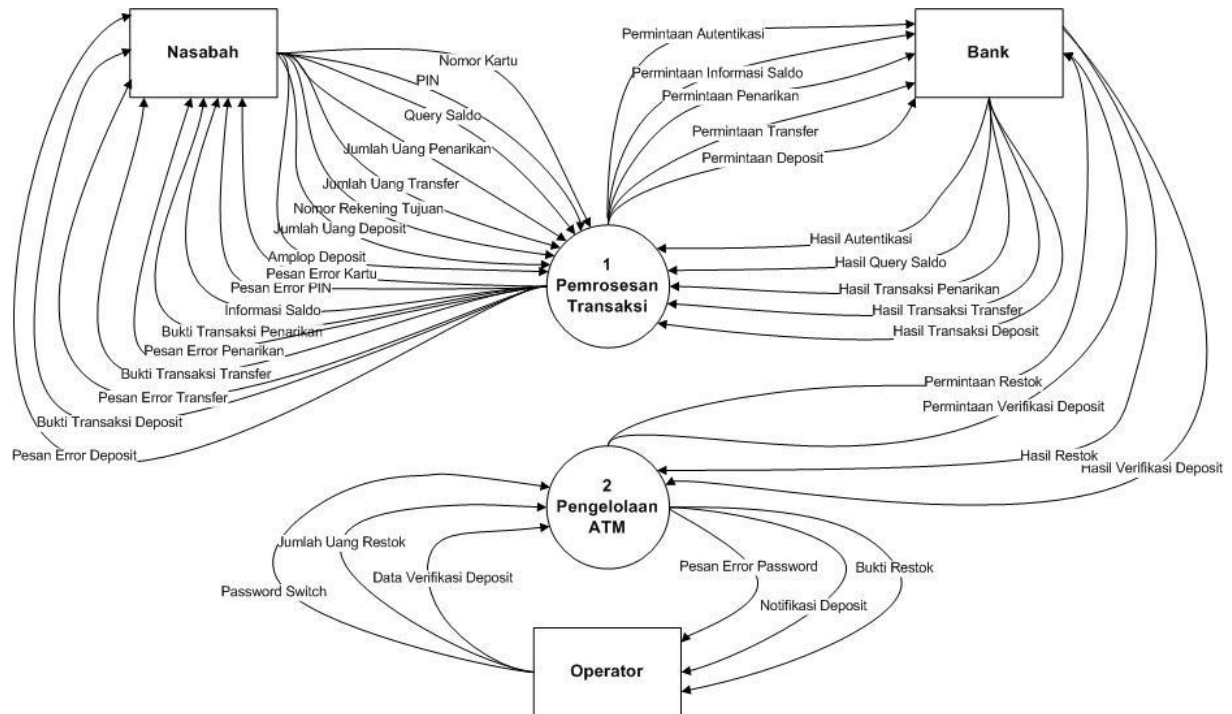 Nasabah
Bank
Nomor Kartu
PIN
Query Saldo
Jumlah Uang Penarikan
Jumlah Uang Transfer
Nomor Rekening Tujuan
Jumlah Uang Deposit
Amplop Deposit
Pesan Error Kartu
Pesan Error PIN
Informasi Saldo
Bukti Transaksi Penarikan
Pesan Error Penarikan
Bukti Transaksi Transfer
Pesan Error Transfer
Bukti Transaksi Deposit
Pesan Error Deposit
Permintaan Autentikasi
Permintaan Informasi Saldo
Permintaan Penarikan
Permintaan Transfer
Permintaan Deposit
1
Pemrosesan
Transaksi
Hasil Autentikasi
Hasil Query Saldo
Hasil Transaksi Penarikan
Hasil Transaksi Transfer
Hasil Transaksi Deposit
Permintaan Restok
Permintaan Verifikasi Deposit
Hasil Restok
Hasil Verifikasi Deposit
2
Pengelolaan
ATM
Jumlah Uang Restok
Data Verifikasi Deposit
Password Switch
Pesan Error Password
Bukti Restok
Notifikasi Deposit
Operator